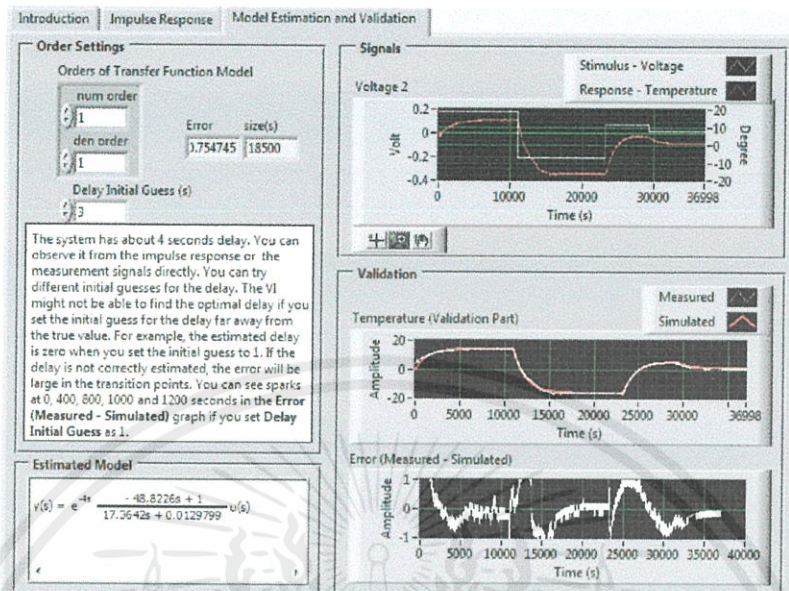 Introduction
Impulse Response
Model Estimation and Validation
Order Settings
Orders of Transfer Function Model
num order
1
den order
1
Error
0.754745
size(s)
18500
Delay Initial Guess (s)
3
The system has about 4 seconds delay. You can
observe it from the impulse response or the
measurement signals directly. You can try
different initial guesses for the delay. The VI
might not be able to find the optimal delay if you
set the initial guess for the delay far away from
the true value. For example, the estimated delay
is zero when you set the initial guess to 1. If the
delay is not correctly estimated, the error will be
large in the transition points. You can see sparks
at 0, 400, 800, 1000 and 1200 seconds in the Error
(Measured - Simulated) graph if you set Delay
Initial Guess as 1.
Estimated Model
y(s) = e^-4s (- 48.8226s + 1) / (17.3642s + 0.0129799) u(s)
Signals
Stimulus - Voltage
Response - Temperature
Voltage 2
Volt
0.2
0
-0.2
-0.4
Degree
-20
-10
-0
-10
-20
0 10000 20000 30000 36998
Time (s)
Validation
Measured
Simulated
Temperature (Validation Part)
Amplitude
20
0
-20
0 5000 10000 15000 20000 25000 30000 36998
Time (s)
Error (Measured - Simulated)
Amplitude
1
0
-1
0 5000 10000 15000 20000 25000 30000 35000 40000
Time (s)